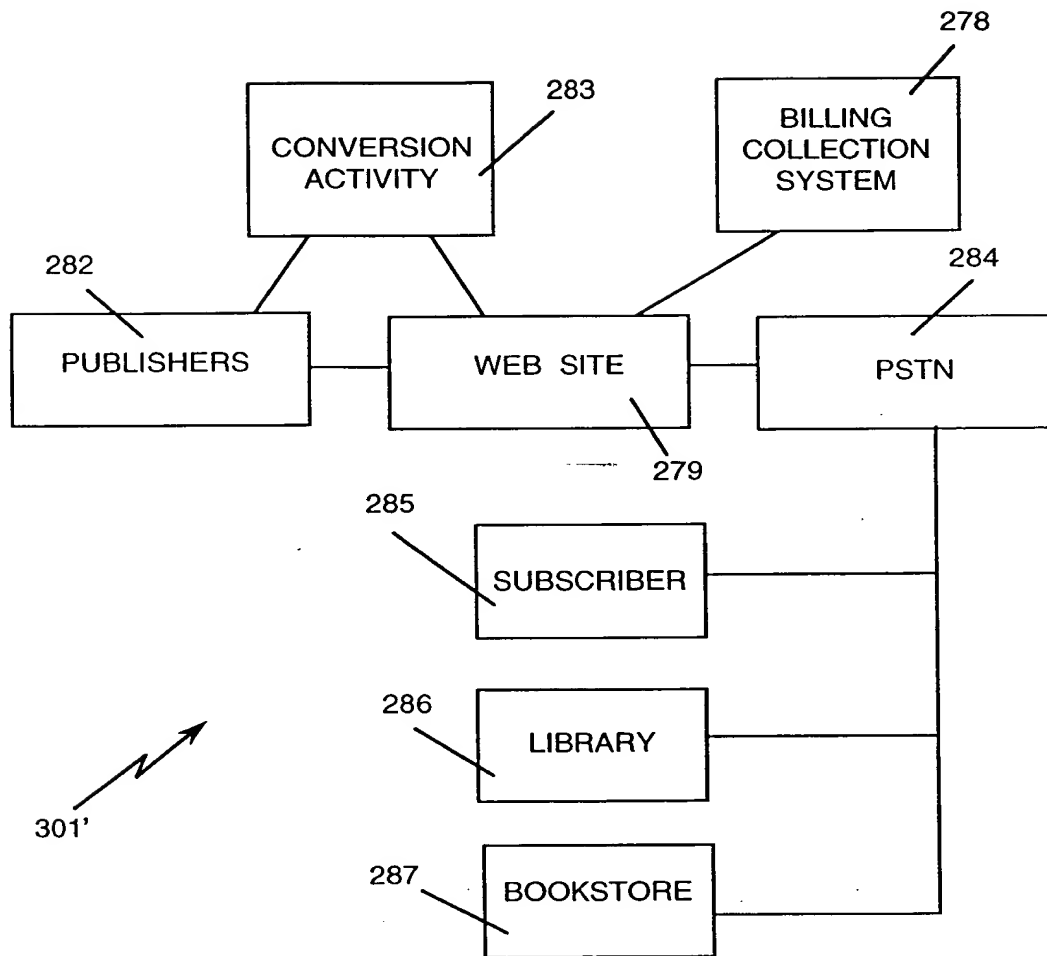 278
283
CONVERSION
ACTIVITY
BILLING
COLLECTION
SYSTEM
282
284
PUBLISHERS
WEB SITE
PSTN
279
285
SUBSCRIBER
286
LIBRARY
301'
287
BOOKSTORE